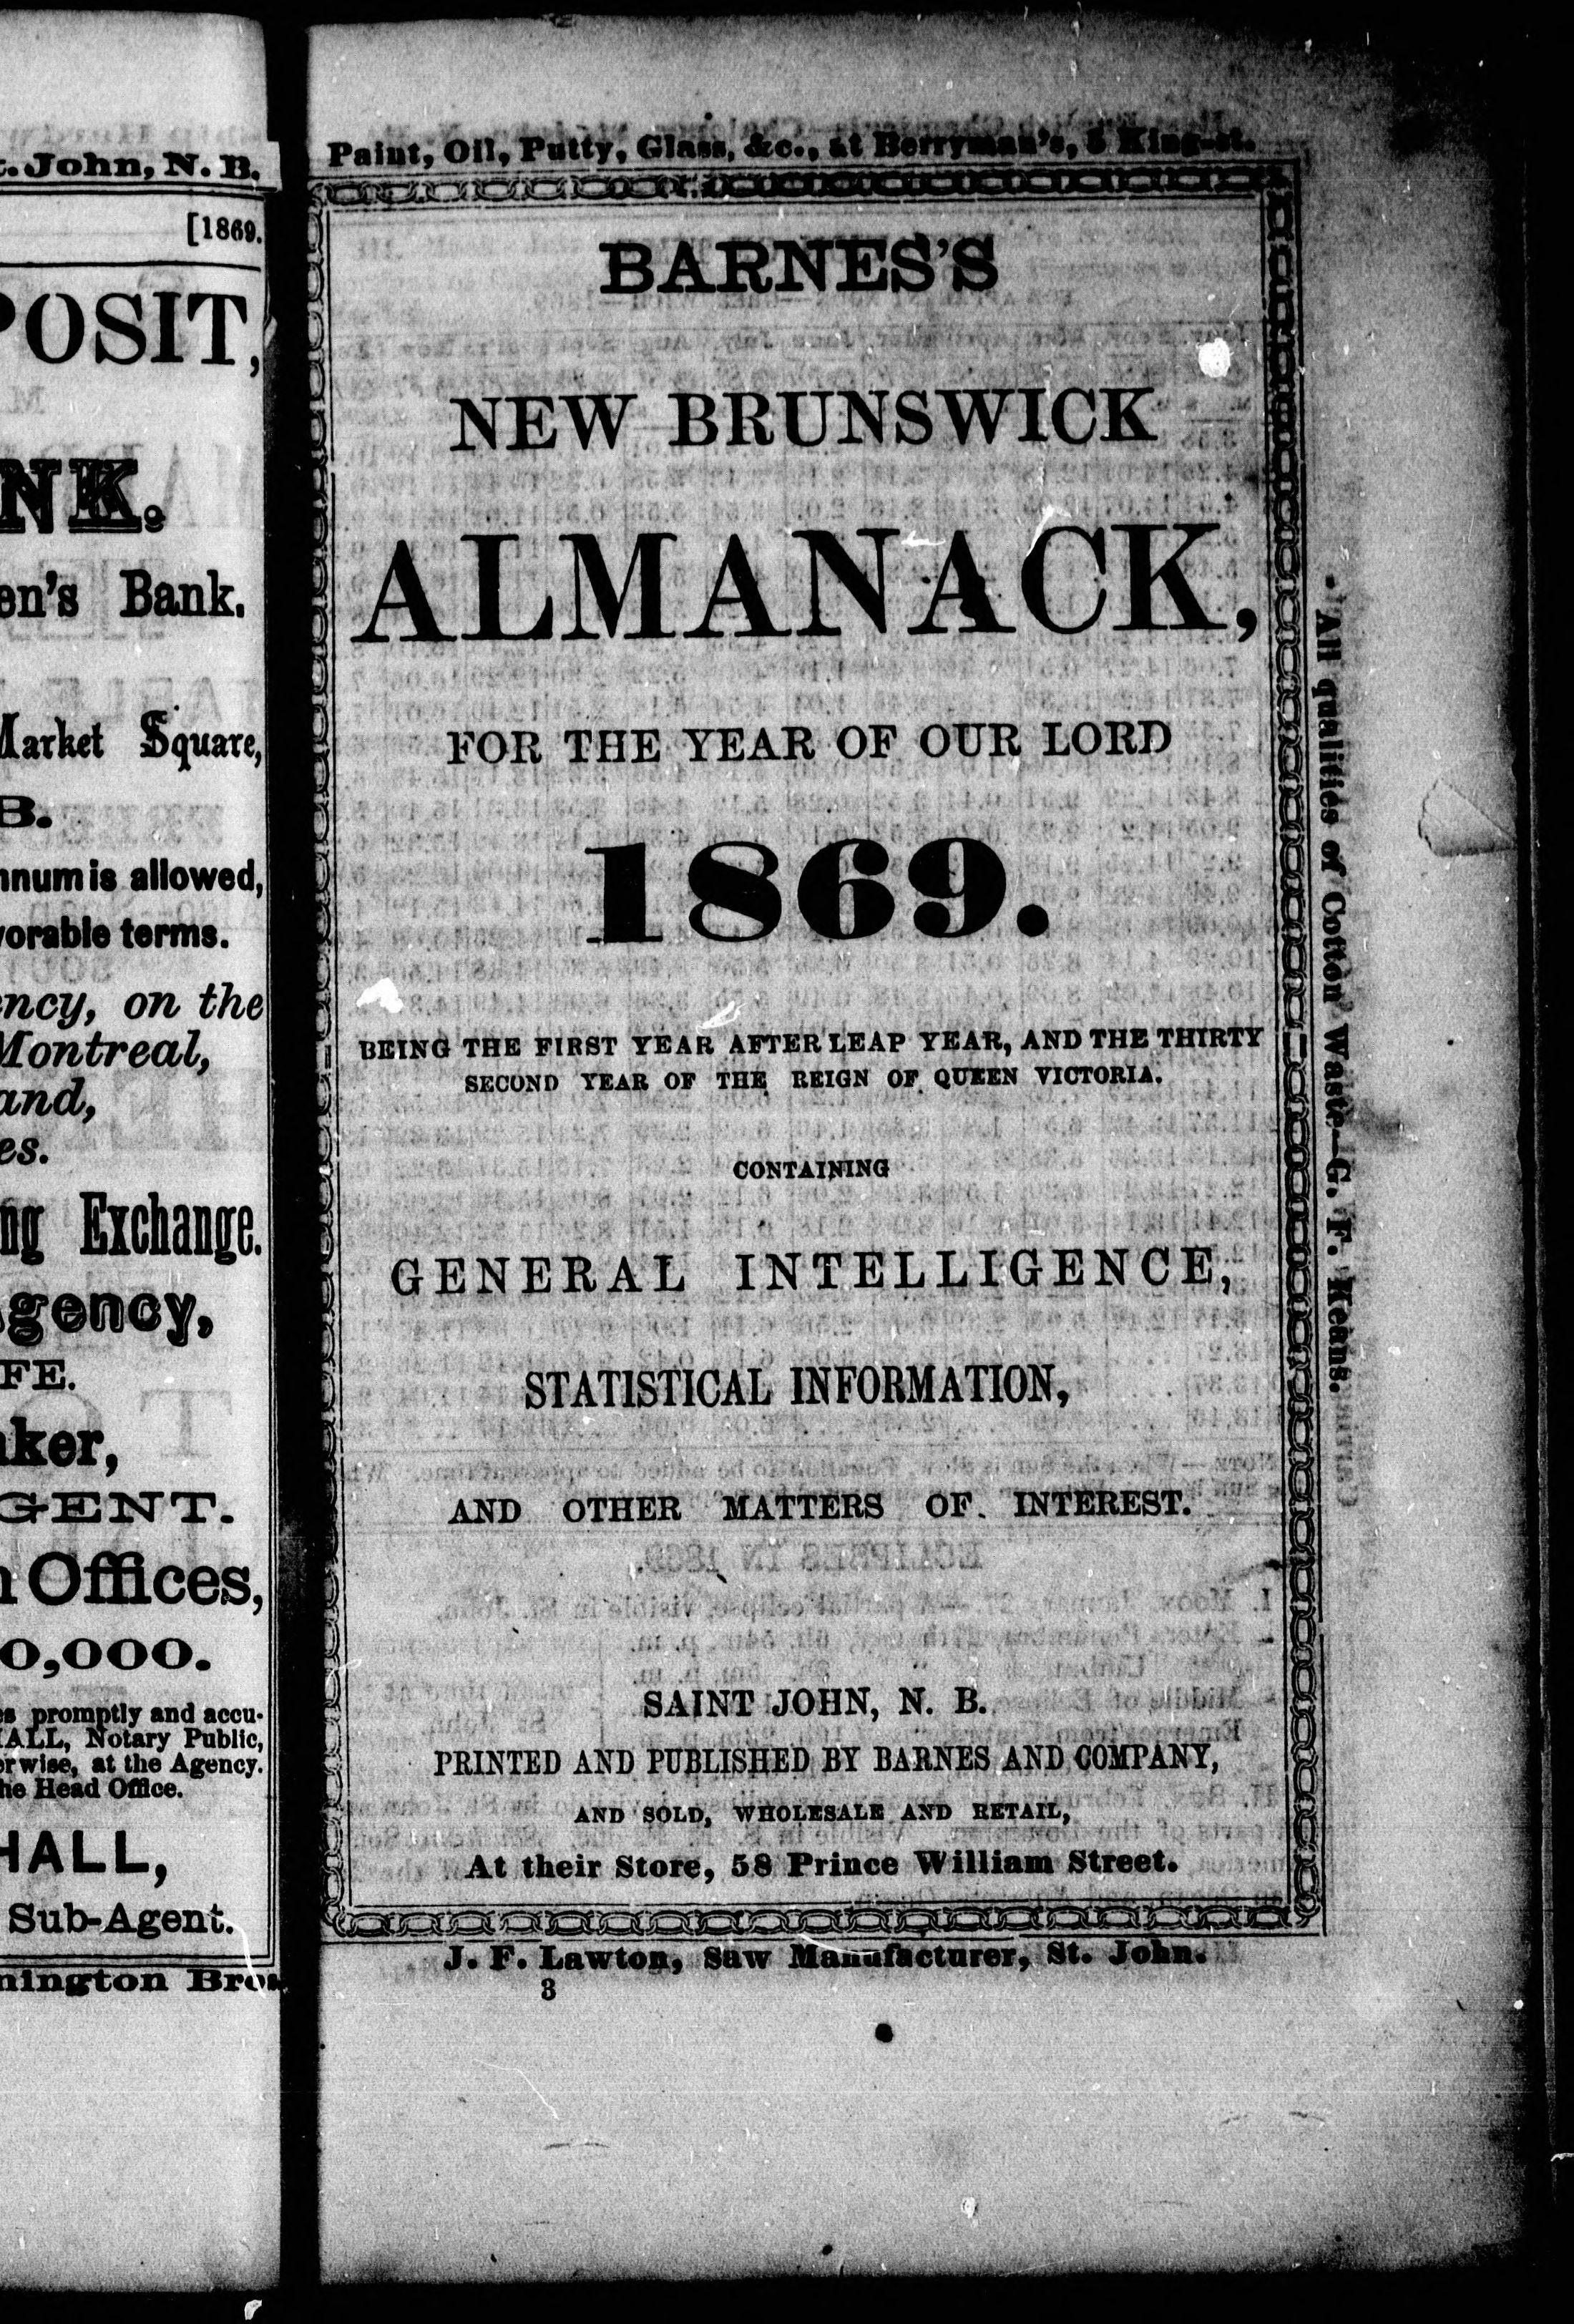 t. John, N. B.
[1869.
POSIT,
NK.
en's Bank.
Market Square,
B.
nnum is allowed,
vorable terms.
ency, on the
Montreal,
and,
es.
ng Exchange.
gency,
FE.
ker,
GENT.
n Offices,
0,000.
es promptly and accu-
HALL, Notary Public,
erwise, at the Agency.
he Head Office.
HALL,
Sub-Agent.
nington Bros.
Paint, Oil, Putty, Glass, &c., at Berryman's, 5 King-st.
BARNES'S
NEW BRUNSWICK
ALMANACK,
FOR THE YEAR OF OUR LORD
1869.
BEING THE FIRST YEAR AFTER LEAP YEAR, AND THE THIRTY
SECOND YEAR OF THE REIGN OF QUEEN VICTORIA.
CONTAINING
GENERAL INTELLIGENCE,
STATISTICAL INFORMATION,
AND OTHER MATTERS OF INTEREST.
SAINT JOHN, N. B.
PRINTED AND PUBLISHED BY BARNES AND COMPANY,
AND SOLD, WHOLESALE AND RETAIL,
At their Store, 58 Prince William Street.
J. F. Lawton, Saw Manufacturer, St. John.
3
All qualities of Cotton Waste—G. F. Keans.